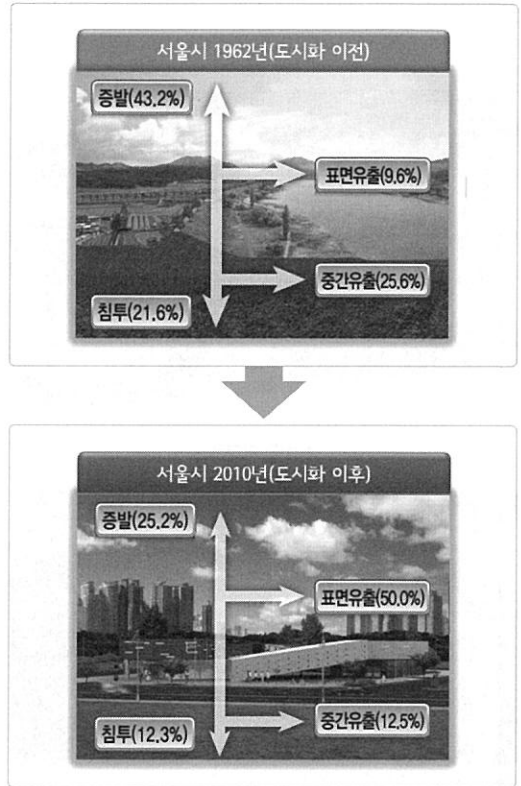 서울시 1962년(도시화 이전)
증발(43.2%)
표면유출(9.6%)
중간유출(25.6%)
침투(21.6%)
서울시 2010년(도시화 이후)
증발(25.2%)
표면유출(50.0%)
중간유출(12.5%)
침투(12.3%)